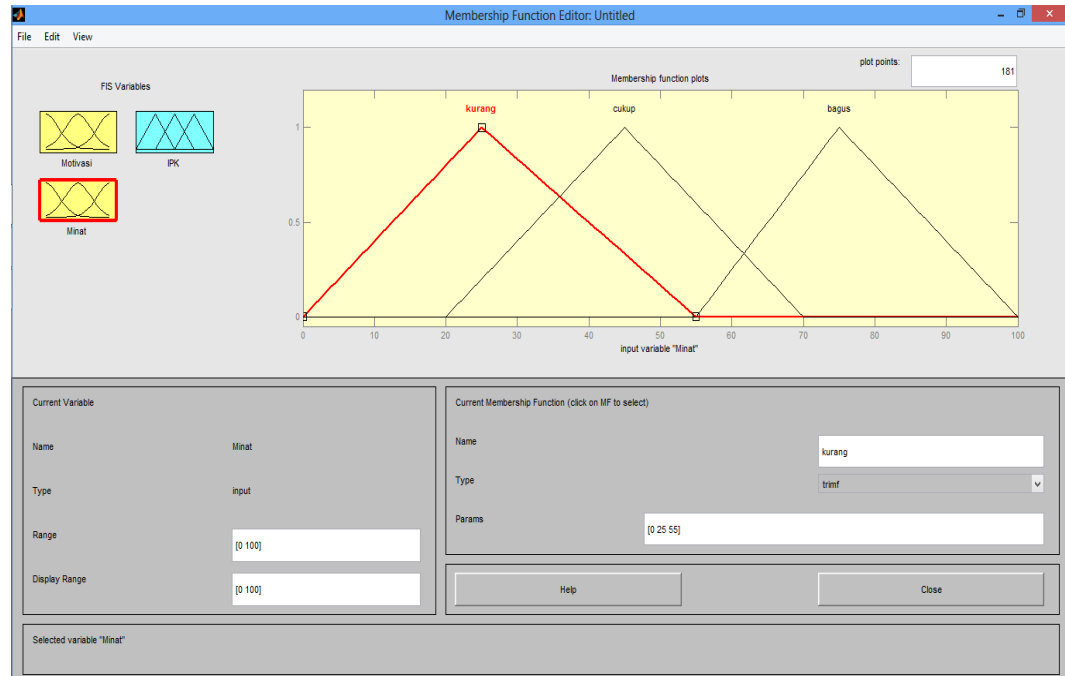 Membership Function Editor: Untitled
File Edit View
FIS Variables
Motivasi
IPK
Minat
plot points:
181
Membership function plots
kurang
cukup
bagus
1
0.5
0
0 10 20 30 40 50 60 70 80 90 100
input variable "Minat"
Current Variable
Name Minat
Type input
Range [0 100]
Display Range [0 100]
Current Membership Function (click on MF to select)
Name kurang
Type trimf
Params [0 25 55]
Help
Close
Selected variable "Minat"